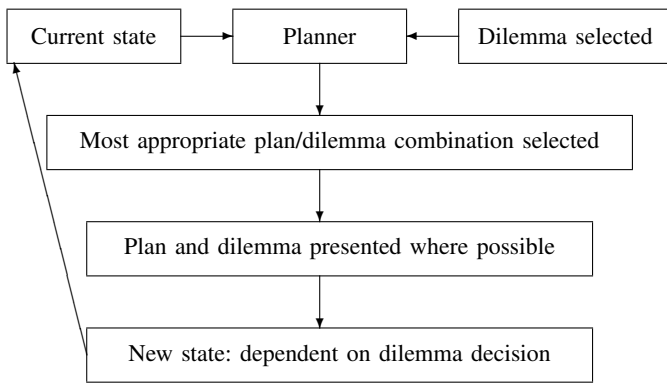 Current state
Planner
Dilemma selected
Most appropriate plan/dilemma combination selected
Plan and dilemma presented where possible
New state: dependent on dilemma decision